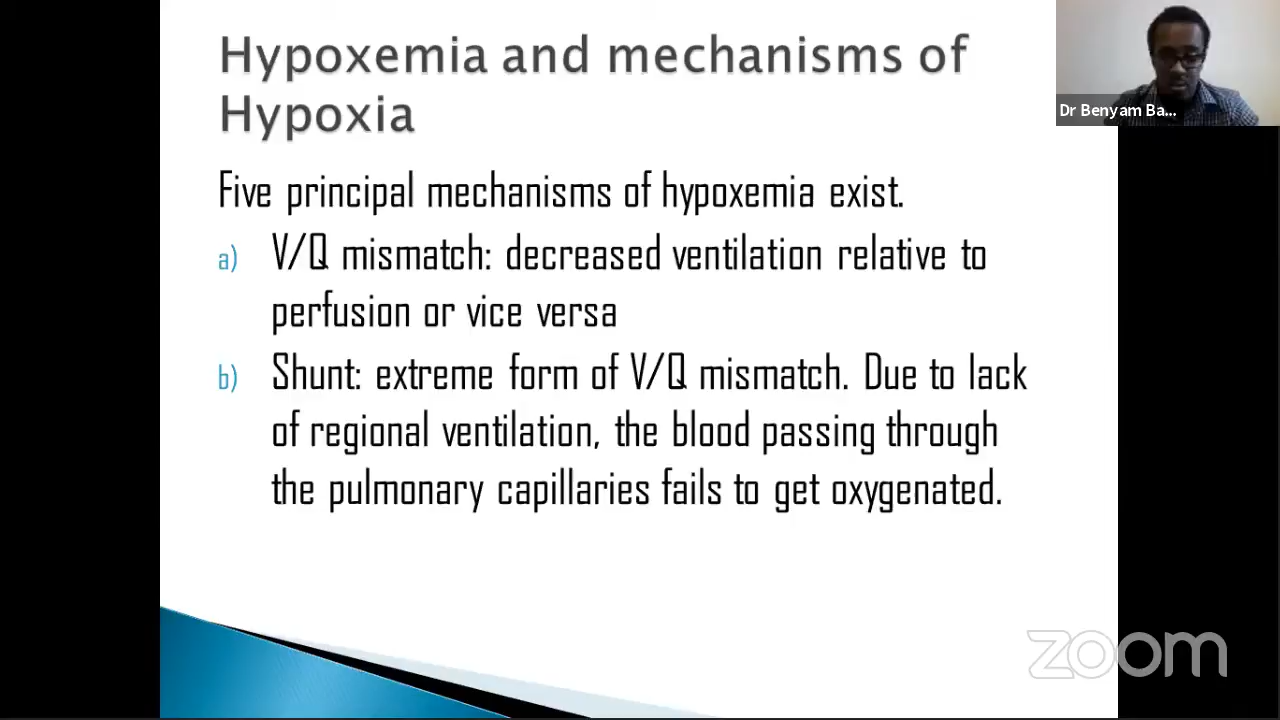 Hypoxemia and mechanisms of
Hypoxia
Dr Benyam Ba...
Five principal mechanisms of hypoxemia exist.
a) V/Q mismatch: decreased ventilation relative to
perfusion or vice versa
b) Shunt: extreme form of V/Q mismatch. Due to lack
of regional ventilation, the blood passing through
the pulmonary capillaries fails to get oxygenated.
zoom